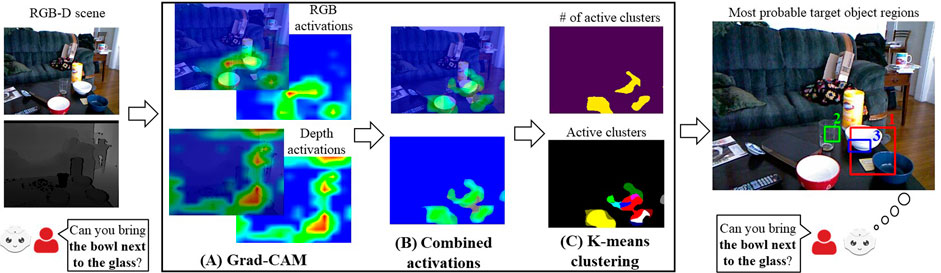 RGB-D scene
Can you bring
the bowl next
to the glass?
RGB
activations
Depth
activations
(A) Grad-CAM
(B) Combined
activations
# of active clusters
Active clusters
(C) K-means
clustering
Most probable target object regions
2
1
3
Can you bring
the bowl next
to the glass?